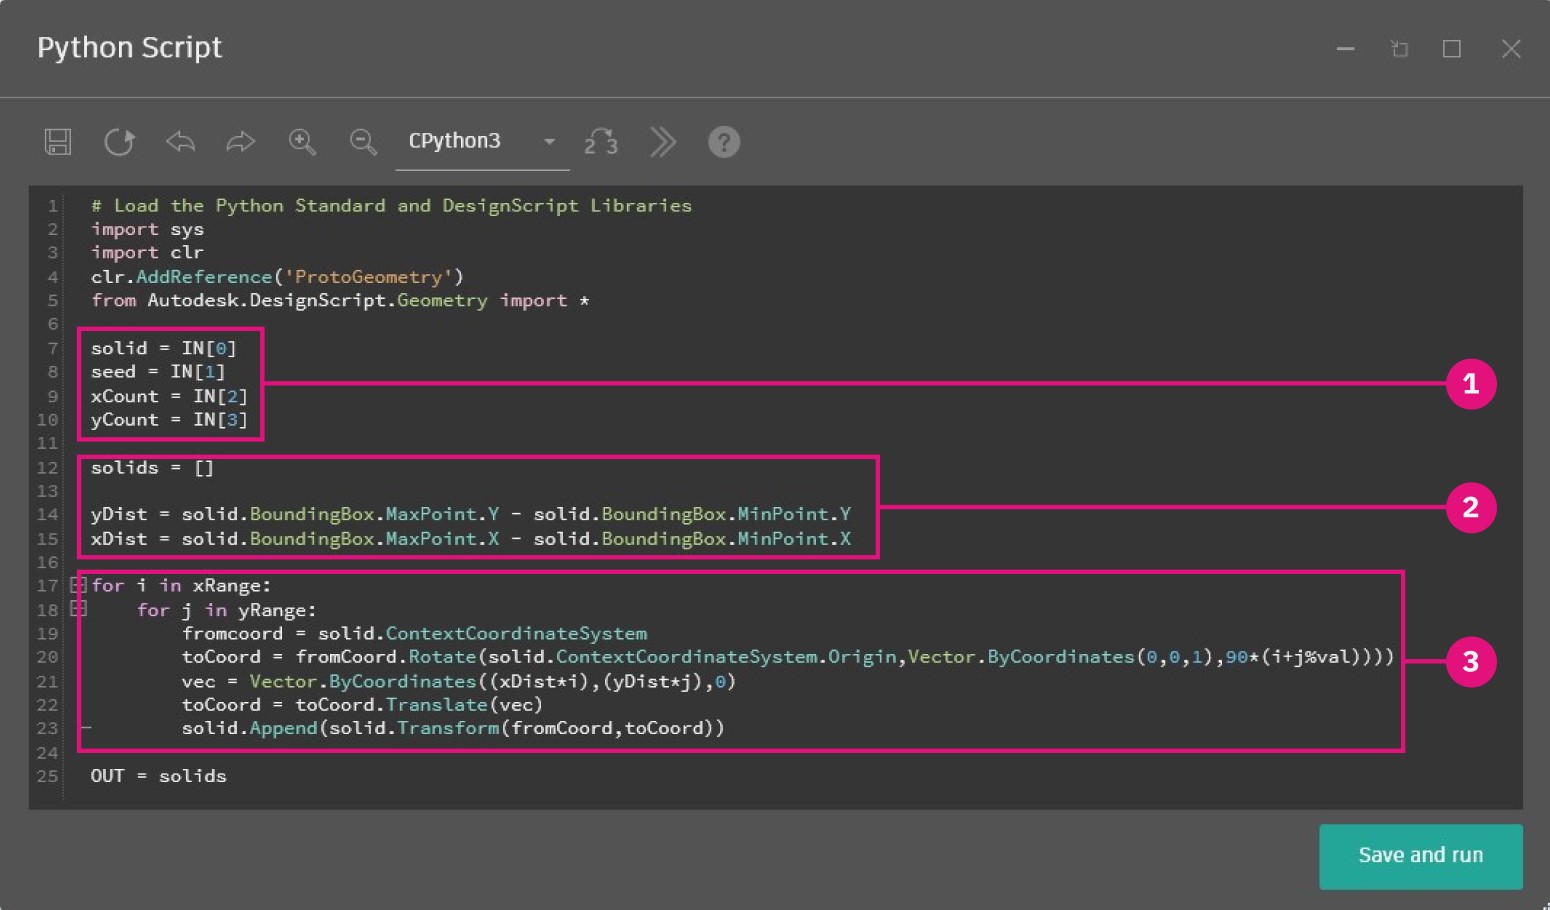 Python Script
CPython3
2 3
?
1 # Load the Python Standard and DesignScript Libraries
2 import sys
3 import clr
4 clr.AddReference('ProtoGeometry')
5 from Autodesk.DesignScript.Geometry import *
6
7 solid = IN[0]
8 seed = IN[1]
9 xCount = IN[2]
10 yCount = IN[3]
1
11
12 solids = []
13
14 yDist = solid.BoundingBox.MaxPoint.Y - solid.BoundingBox.MinPoint.Y
15 xDist = solid.BoundingBox.MaxPoint.X - solid.BoundingBox.MinPoint.X
2
16
17 for i in xRange:
18     for j in yRange:
19         fromcoord = solid.ContextCoordinateSystem
20         toCoord = fromCoord.Rotate(solid.ContextCoordinateSystem.Origin,Vector.ByCoordinates(0,0,1),90*(i+j%val))))
21         vec = Vector.ByCoordinates((xDist*i),(yDist*j),0)
22         toCoord = toCoord.Translate(vec)
23         solid.Append(solid.Transform(fromCoord,toCoord))
3
24
25 OUT = solids
Save and run